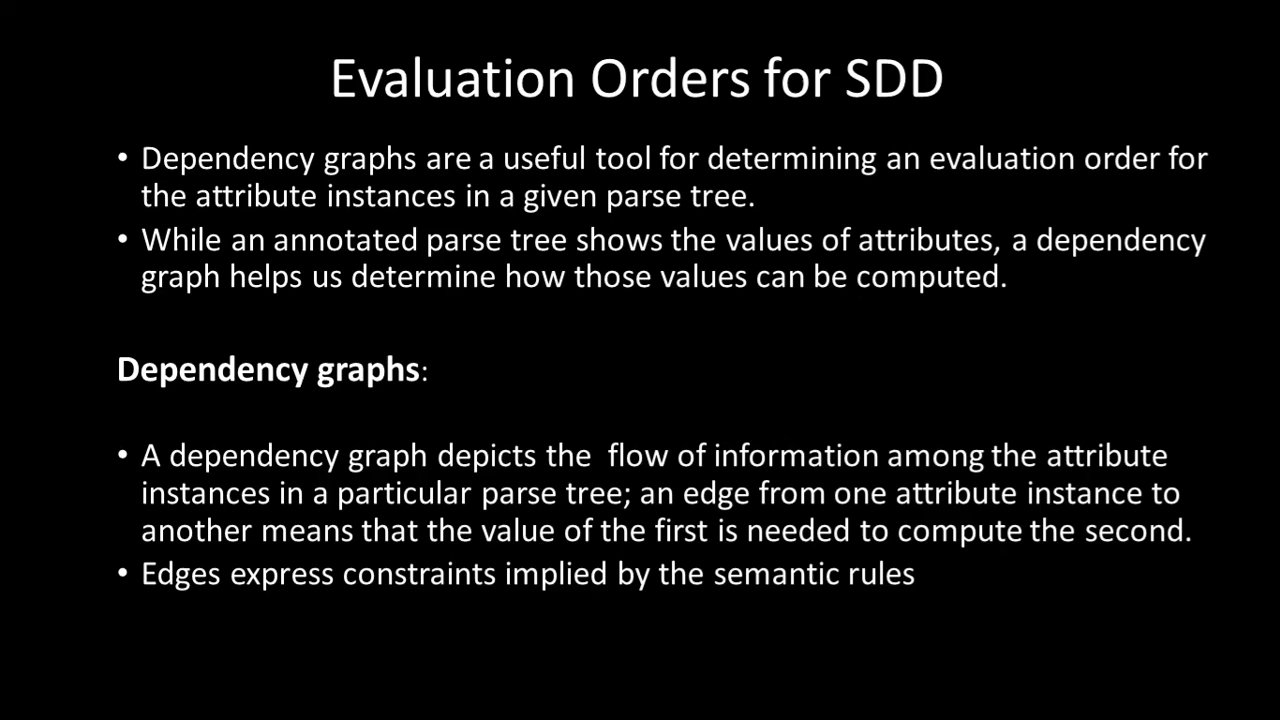 Evaluation Orders for SDD
• Dependency graphs are a useful tool for determining an evaluation order for
the attribute instances in a given parse tree.
• While an annotated parse tree shows the values of attributes, a dependency
graph helps us determine how those values can be computed.
Dependency graphs:
• A dependency graph depicts the flow of information among the attribute
instances in a particular parse tree; an edge from one attribute instance to
another means that the value of the first is needed to compute the second.
• Edges express constraints implied by the semantic rules